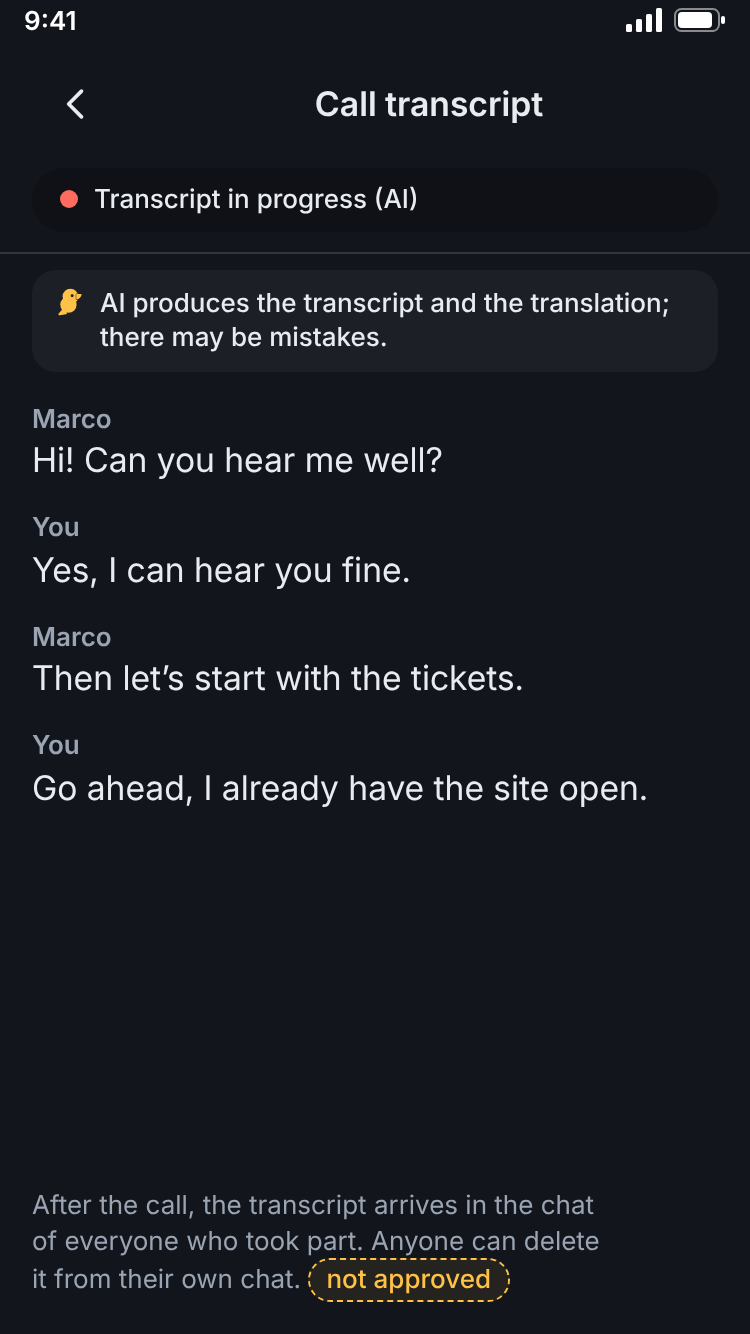 9:41
Call transcript
Transcript in progress (AI)
AI produces the transcript and the translation;
there may be mistakes.
Marco
Hi! Can you hear me well?
You
Yes, I can hear you fine.
Marco
Then let’s start with the tickets.
You
Go ahead, I already have the site open.
After the call, the transcript arrives in the chat
of everyone who took part. Anyone can delete
it from their own chat. not approved